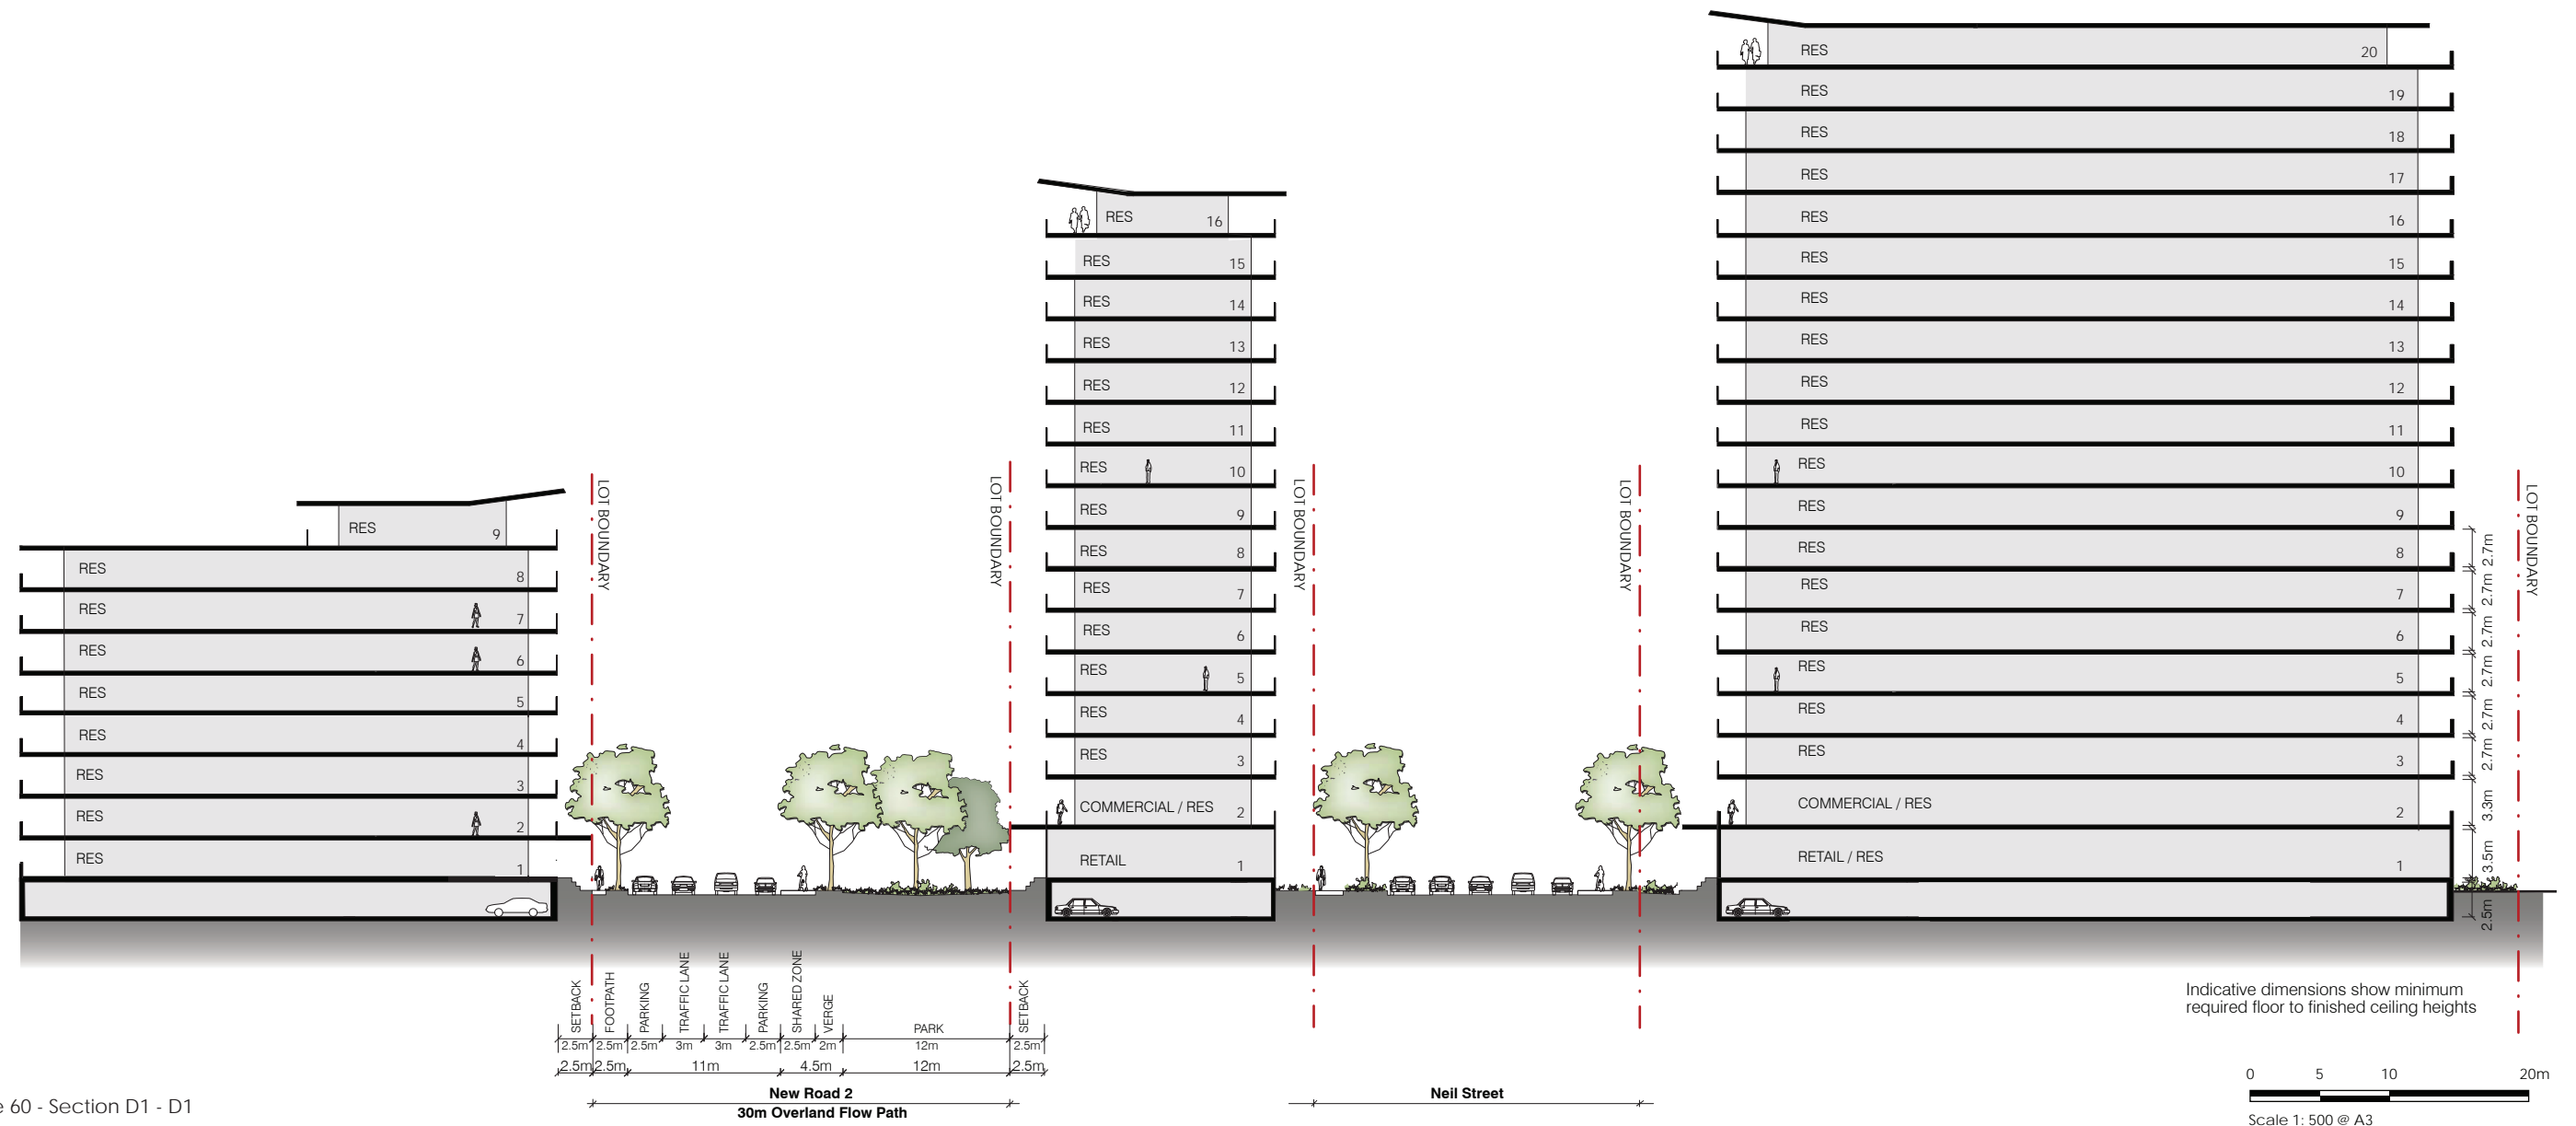 RES 20
RES 19
RES 18
RES 17
RES 16
RES 15
RES 14
RES 13
RES 12
RES 11
RES 10
RES 9
RES 8
RES 7
RES 6
RES 5
RES 4
RES 3
COMMERCIAL / RES 2
RETAIL / RES 1
RES 16
RES 15
RES 14
RES 13
RES 12
RES 11
RES 10
RES 9
RES 8
RES 7
RES 6
RES 5
RES 4
RES 3
COMMERCIAL / RES 2
RETAIL 1
RES 9
RES 8
RES 7
RES 6
RES 5
RES 4
RES 3
RES 2
RES 1
LOT BOUNDARY
LOT BOUNDARY
LOT BOUNDARY
LOT BOUNDARY
LOT BOUNDARY
2.7m
2.7m
2.7m
2.7m
2.7m
2.7m
3.3m
3.5m
2.5m
SETBACK
FOOTPATH
PARKING
TRAFFIC LANE
TRAFFIC LANE
PARKING
SHARED ZONE
VERGE
PARK
SETBACK
2.5m 2.5m 2.5m 3m 3m 2.5m 2.5m 2m 12m 2.5m
2.5m 2.5m 11m 4.5m 12m 2.5m
New Road 2
30m Overland Flow Path
Neil Street
Indicative dimensions show minimum
required floor to finished ceiling heights
0 5 10 20m
Scale 1: 500 @ A3
60 - Section D1 - D1